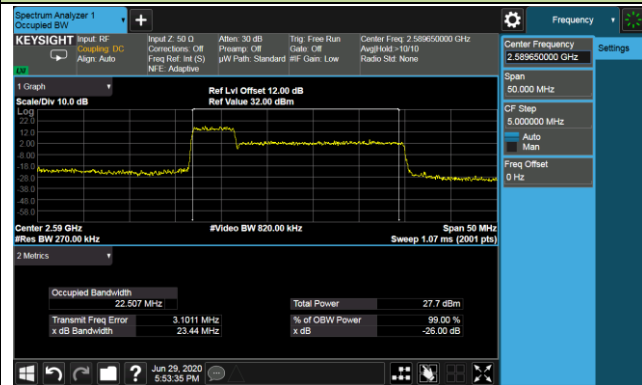 Spectrum Analyzer 1
Occupied BW
Frequency
KEYSIGHT
Input: RF
Coupling: DC
Align: Auto
Input Z: 50 Ω
Corrections: Off
Freq Ref: Int (S)
NFE: Adaptive
Atten: 30 dB
Preamp: Off
µW Path: Standard
Trig: Free Run
Gate: Off
#IF Gain: Low
Center Freq: 2.589650000 GHz
Avg|Hold:>10/10
Radio Std: None
Center Frequency
2.589650000 GHz
Settings
Span
50.000 MHz
CF Step
5.000000 MHz
Auto
Man
Freq Offset
0 Hz
1 Graph
Scale/Div 10.0 dB
Ref Lvl Offset 12.00 dB
Ref Value 32.00 dBm
Log
22.0
12.0
2.00
-8.00
-18.0
-28.0
-38.0
-48.0
-58.0
Center 2.59 GHz
#Res BW 270.00 kHz
#Video BW 820.00 kHz
Span 50 MHz
Sweep 1.07 ms (2001 pts)
2 Metrics
Occupied Bandwidth
22.507 MHz
Transmit Freq Error 3.1011 MHz
x dB Bandwidth 23.44 MHz
Total Power 27.7 dBm
% of OBW Power 99.00 %
x dB -26.00 dB
Jun 29, 2020
5:53:35 PM